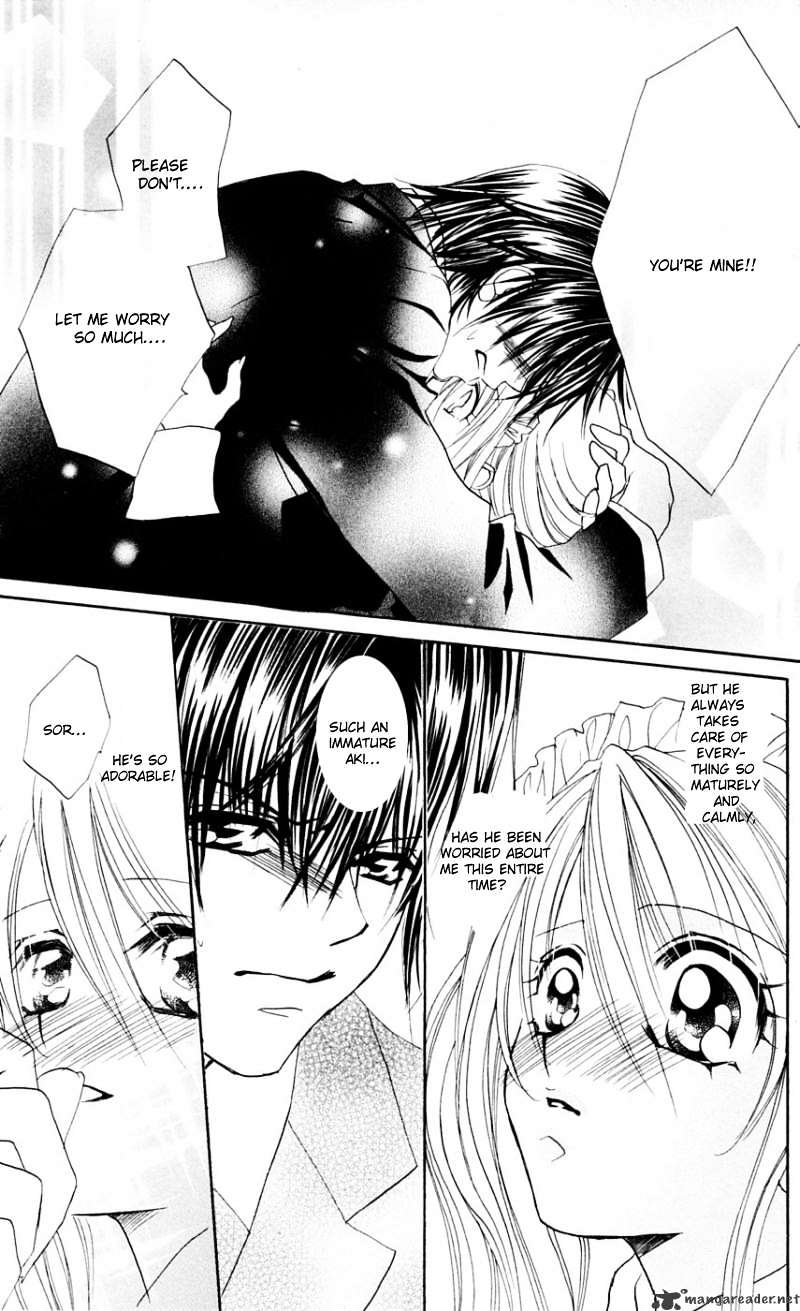 YOU'RE MINE!!
PLEASE
DON'T....
LET ME WORRY
SO MUCH....
BUT HE
ALWAYS
TAKES
CARE OF
EVERY-
THING SO
MATURELY
AND
CALMLY,
HAS HE BEEN
WORRIED ABOUT
ME THIS ENTIRE
TIME?
SUCH AN
IMMATURE
AKI...
HE'S SO
ADORABLE!
SOR...
mangareader.net